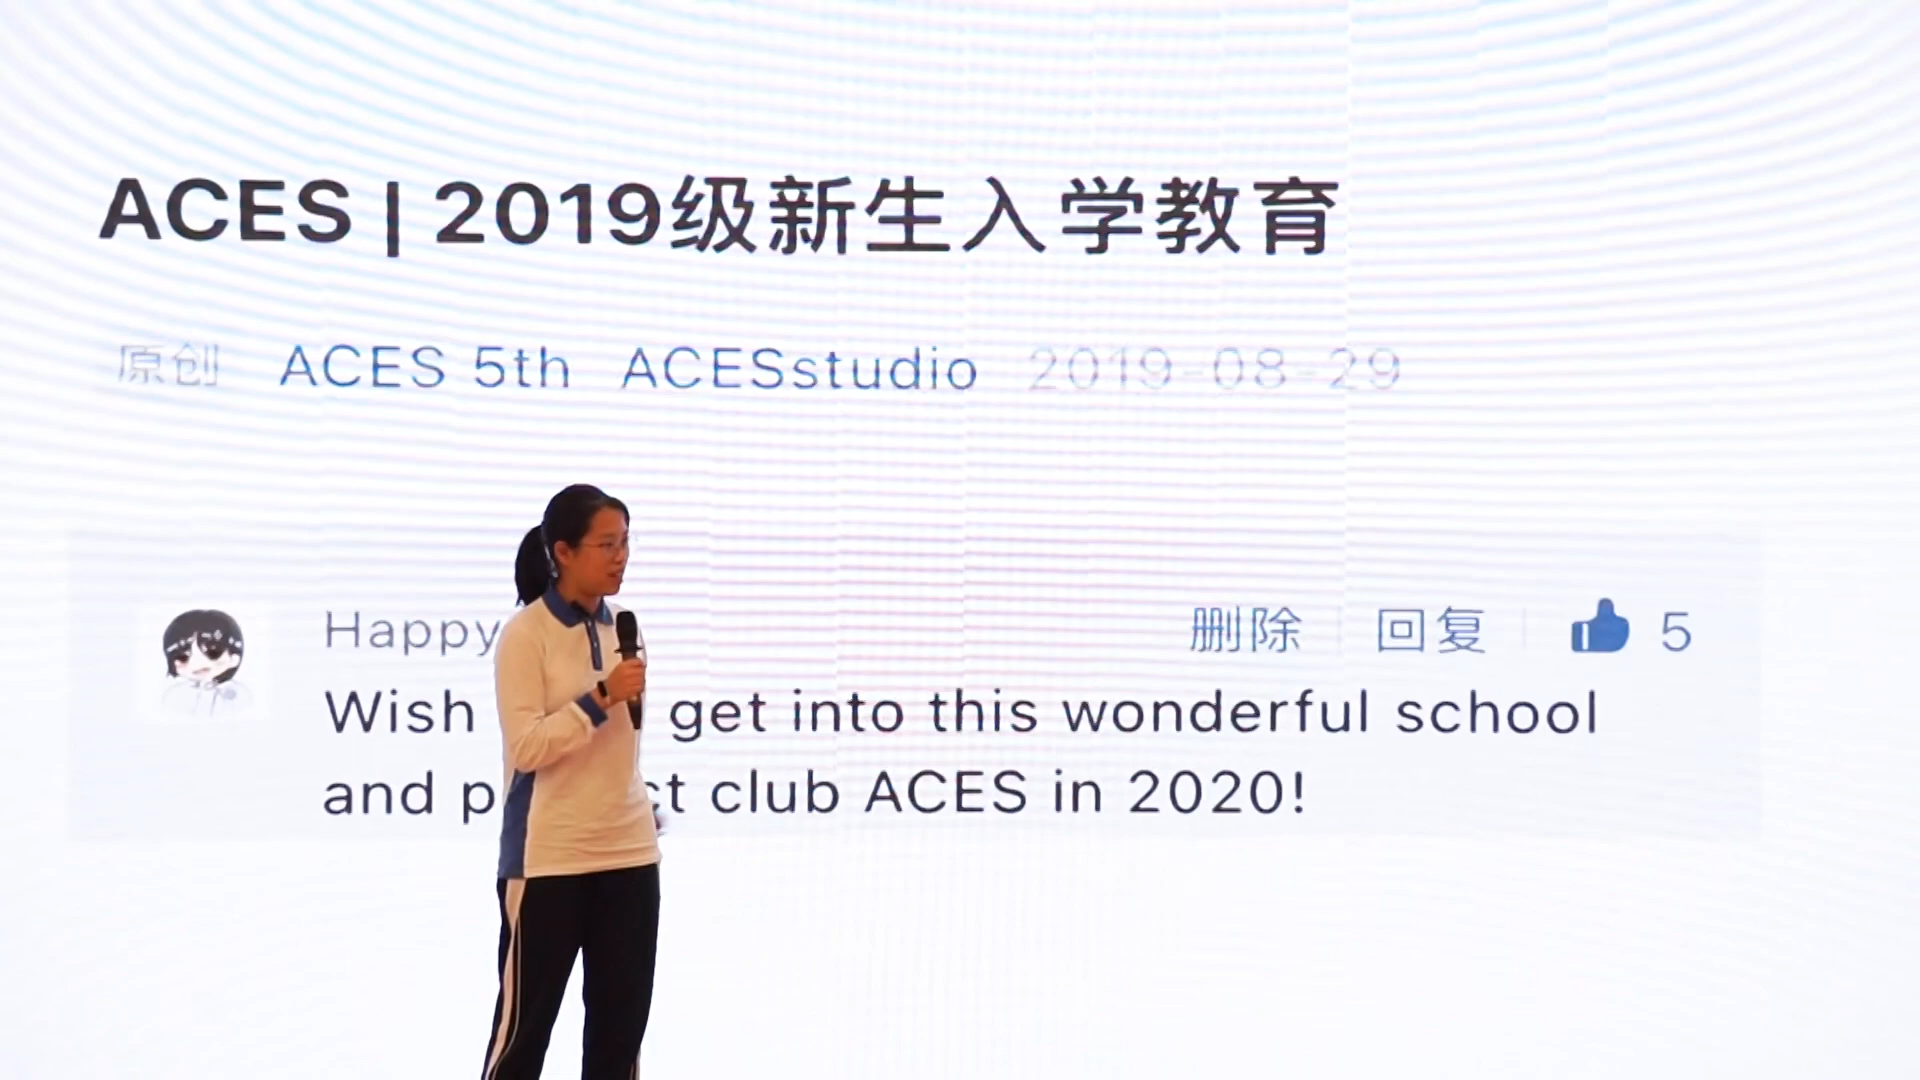 ACES | 2019级新生入学教育
原创 ACES 5th ACESstudio 2019-08-29
Happy
删除 回复 5
Wish get into this wonderful school
and club ACES in 2020!